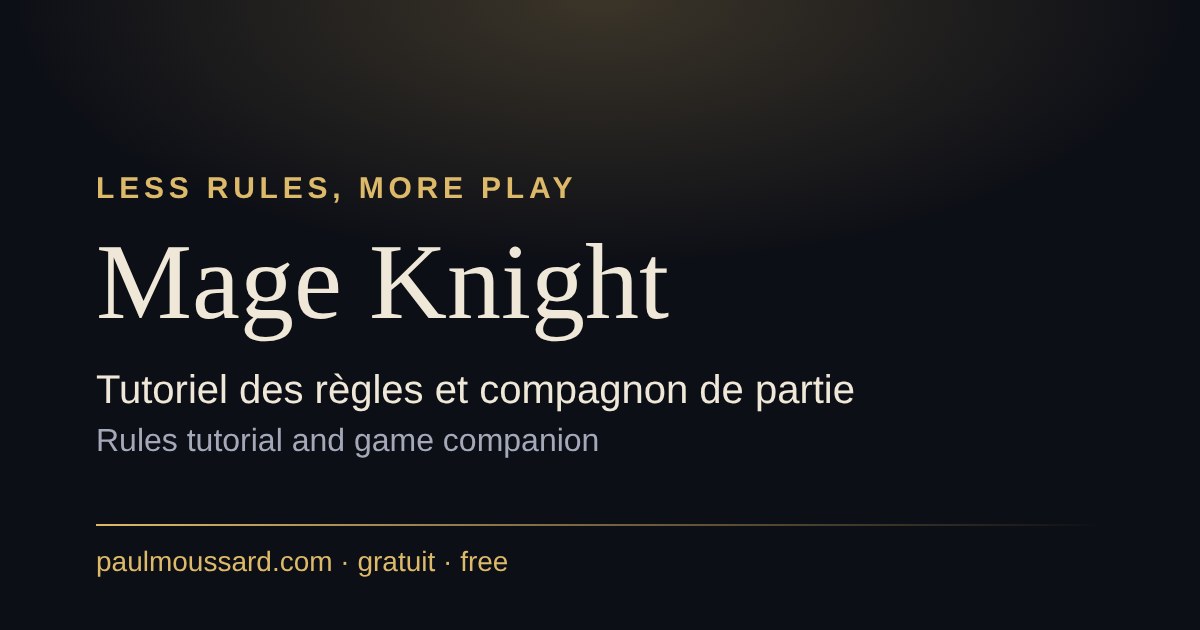 LESS RULES, MORE PLAY
Mage Knight
Tutoriel des règles et compagnon de partie
Rules tutorial and game companion
paulmoussard.com · gratuit · free